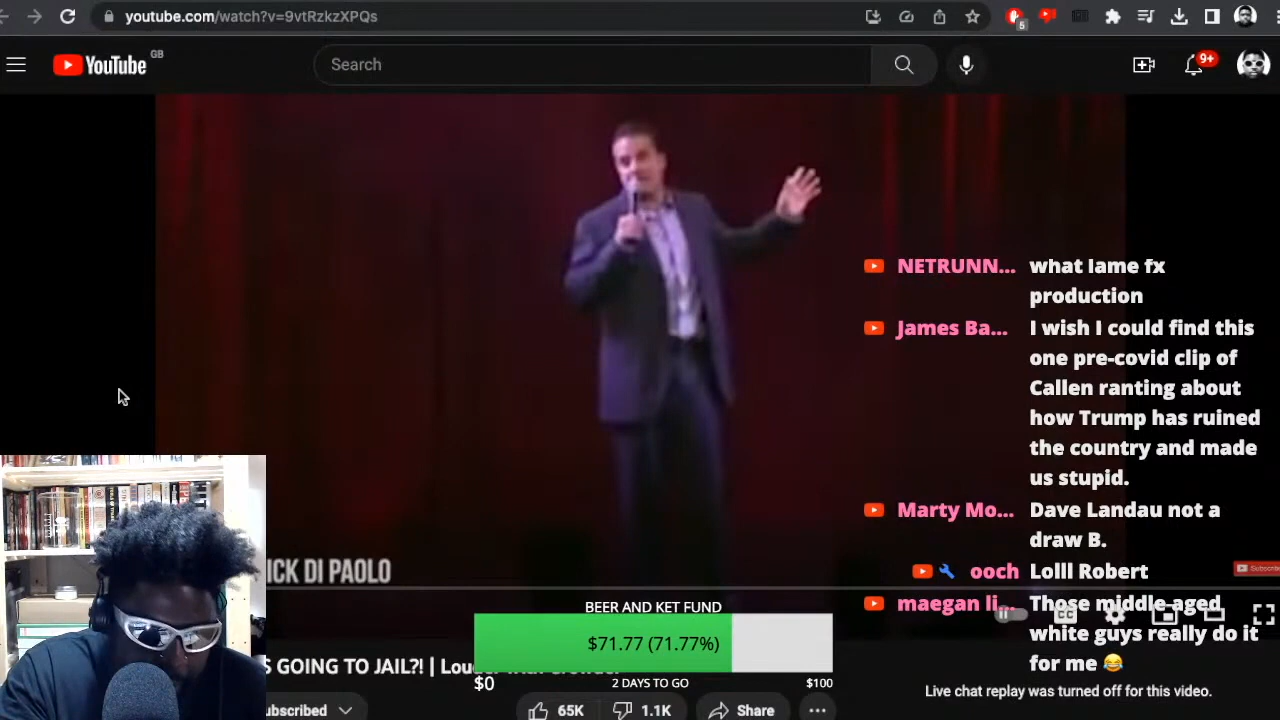 youtube.com/watch?v=9vtRzkzXPQs
5
YouTube GB
Search
9+
NETRUNN... what lame fx
production
James Ba... I wish I could find this
one pre-covid clip of
Callen ranting about
how Trump has ruined
the country and made
us stupid.
Marty Mo... Dave Landau not a
draw B.
ooch Lolll Robert
maegan li... Those middle-aged
white guys really do it
for me 😂
ICK DI PAOLO
Subscribe
CC
BEER AND KET FUND
$71.77 (71.77%)
$0
2 DAYS TO GO
$100
S GOING TO JAIL?! |
ubscribed
65K
1.1K
Share
Live chat replay was turned off for this video.